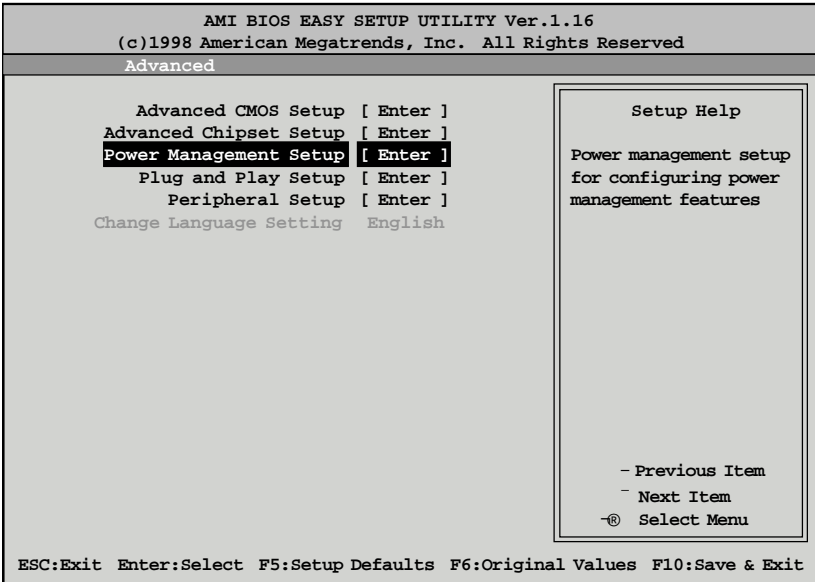 AMI BIOS EASY SETUP UTILITY Ver.1.16
(c)1998 American Megatrends, Inc. All Rights Reserved
Advanced
Advanced CMOS Setup [ Enter ]
Advanced Chipset Setup [ Enter ]
Power Management Setup [ Enter ]
Plug and Play Setup [ Enter ]
Peripheral Setup [ Enter ]
Change Language Setting English
Setup Help
Power management setup
for configuring power
management features
– Previous Item
¯ Next Item
¬® Select Menu
ESC:Exit Enter:Select F5:Setup Defaults F6:Original Values F10:Save & Exit